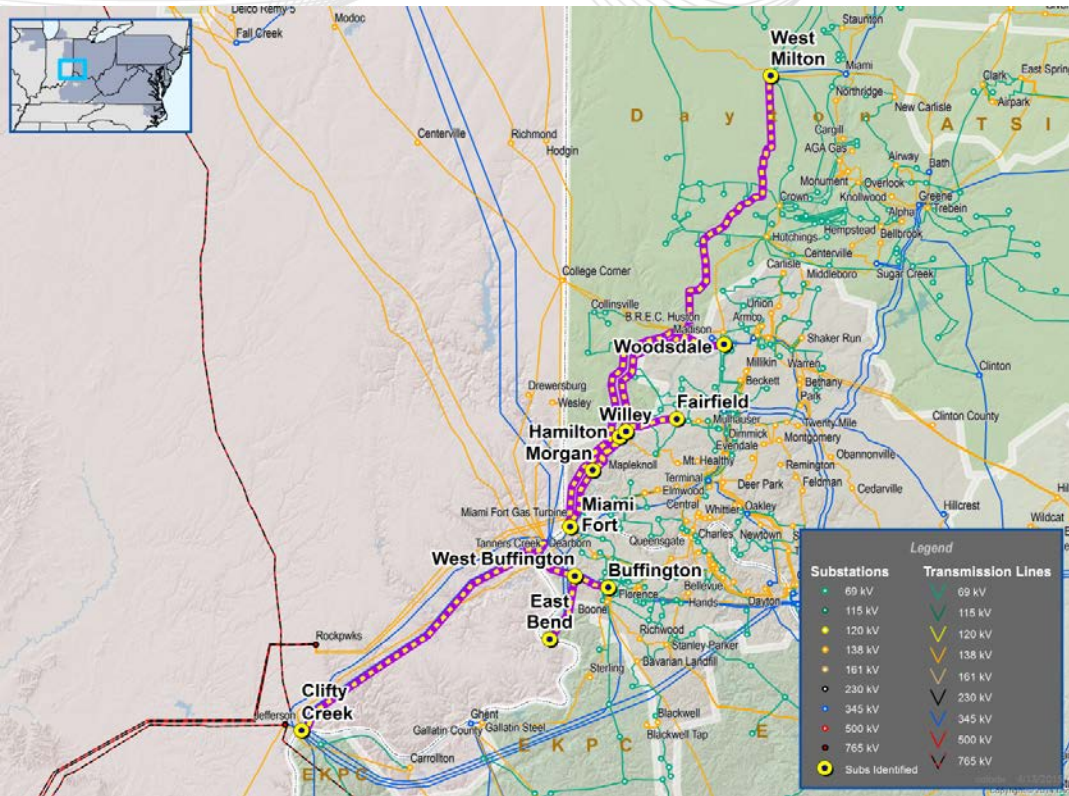 Delco Remy 5
Fall Creek
Modoc
Centerville
Richmond
Hodgin
West
Milton
Miami
Staunton
Northridge
New Carlisle
Clark
East Spring
Airpark
D a y t o n
A T S I
Cargill
AGA Gas
Airway
Bath
Monument
Overlook
Knollwood
Crown
Greene
Alpha
Trebein
Hempstead
Bellbrook
Hutchings
Centerville
Sugar Creek
Carlisle
Middleboro
College Corner
Collinsville
Union
B.R.E.C. Huston
Armco
Madison
Woodsdale
Shaker Run
Millikin
Warren
Clinton
Beckett
Bethany
Park
Drewersburg
Wesley
Willey
Fairfield
Clinton County
Hamilton
Mulhauser
Twenty Mile
Dimmick
Montgomery
Evendale
Morgan
Mapleknoll
Mt. Healthy
Obannonville
Remington
Terminal
Deer Park
Feldman
Cedarville
Elmwood
Central
Whittier
Oakley
Hillcrest
Miami Fort Gas Turbine
Miami
Fort
Charles
Newtown
Wildcat
Queensgate
Tanners Creek
Dearborn
West Buffington
Buffington
Florence
Bellevue
Hands
Dayton
Boone
East
Bend
Richwood
Stanley Parker
Bavarian Landfill
Sterling
Rockpwks
Clifty
Creek
Jefferson
Ghent
Gallatin County
Gallatin Steel
Blackwell
Blackwell Tap
Carrollton
E K P C
E K P C
E
Legend
Substations
Transmission Lines
69 kV
69 kV
115 kV
115 kV
120 kV
120 kV
138 kV
138 kV
161 kV
161 kV
230 kV
230 kV
345 kV
345 kV
500 kV
500 kV
765 kV
765 kV
Subs Identified